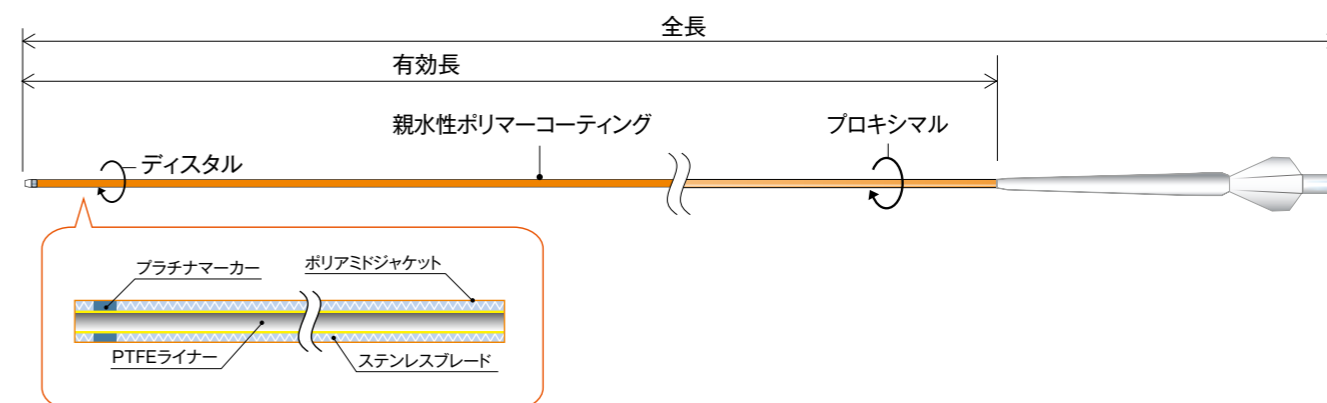 全長
有効長
親水性ポリマーコーティング
プロキシマル
ディスタル
プラチナマーカー
ポリアミドジャケット
PTFEライナー
ステンレスブレード